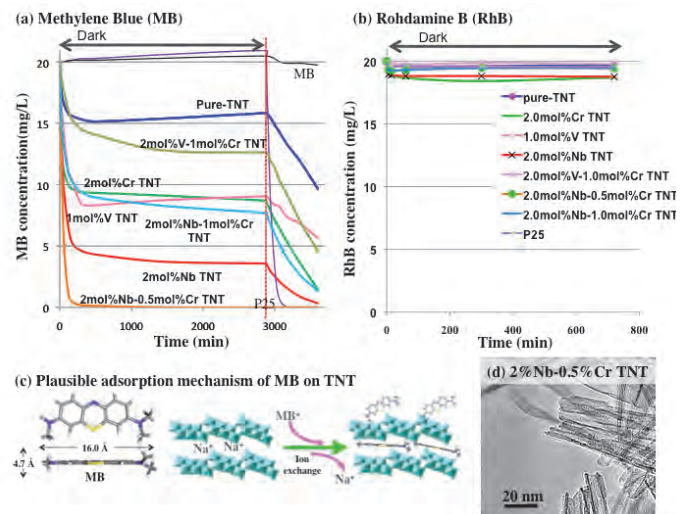 (a) Methylene Blue (MB)
Dark
20
15
10
5
0
MB concentration(mg/L)
MB
Pure-TNT
2mol%V-1mol%Cr TNT
2mol%Cr TNT
1mol%V TNT
2mol%Nb-1mol%Cr
TNT
2mol%Nb TNT
2mol%Nb-0.5mol%Cr TNT
P25
0 1000 2000 3000
Time (min)
(b) Rohdamine B (RhB)
Dark
20
15
10
5
0
RhB concentration (mg/L)
pure-TNT
2.0mol%Cr TNT
1.0mol%V TNT
2.0mol%Nb TNT
2.0mol%V-1.0mol%Cr TNT
2.0mol%Nb-0.5mol%Cr TNT
2.0mol%Nb-1.0mol%Cr TNT
P25
0 200 400 600 800
Time (min)
(c) Plausible adsorption mechanism of MB on TNT
16.0 Å
4.7 Å
MB
Na⁺ Na⁺
MB⁺
Ion
exchange
Na⁺
(d) 2%Nb-0.5%Cr TNT
20 nm